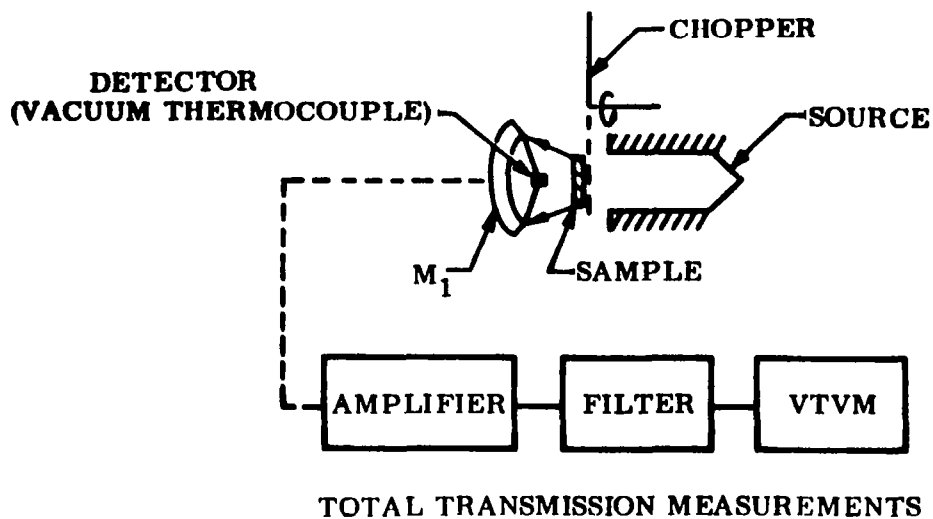 CHOPPER
DETECTOR
(VACUUM THERMOCOUPLE)
SOURCE
M1
SAMPLE
AMPLIFIER
FILTER
VTVM
TOTAL TRANSMISSION MEASUREMENTS